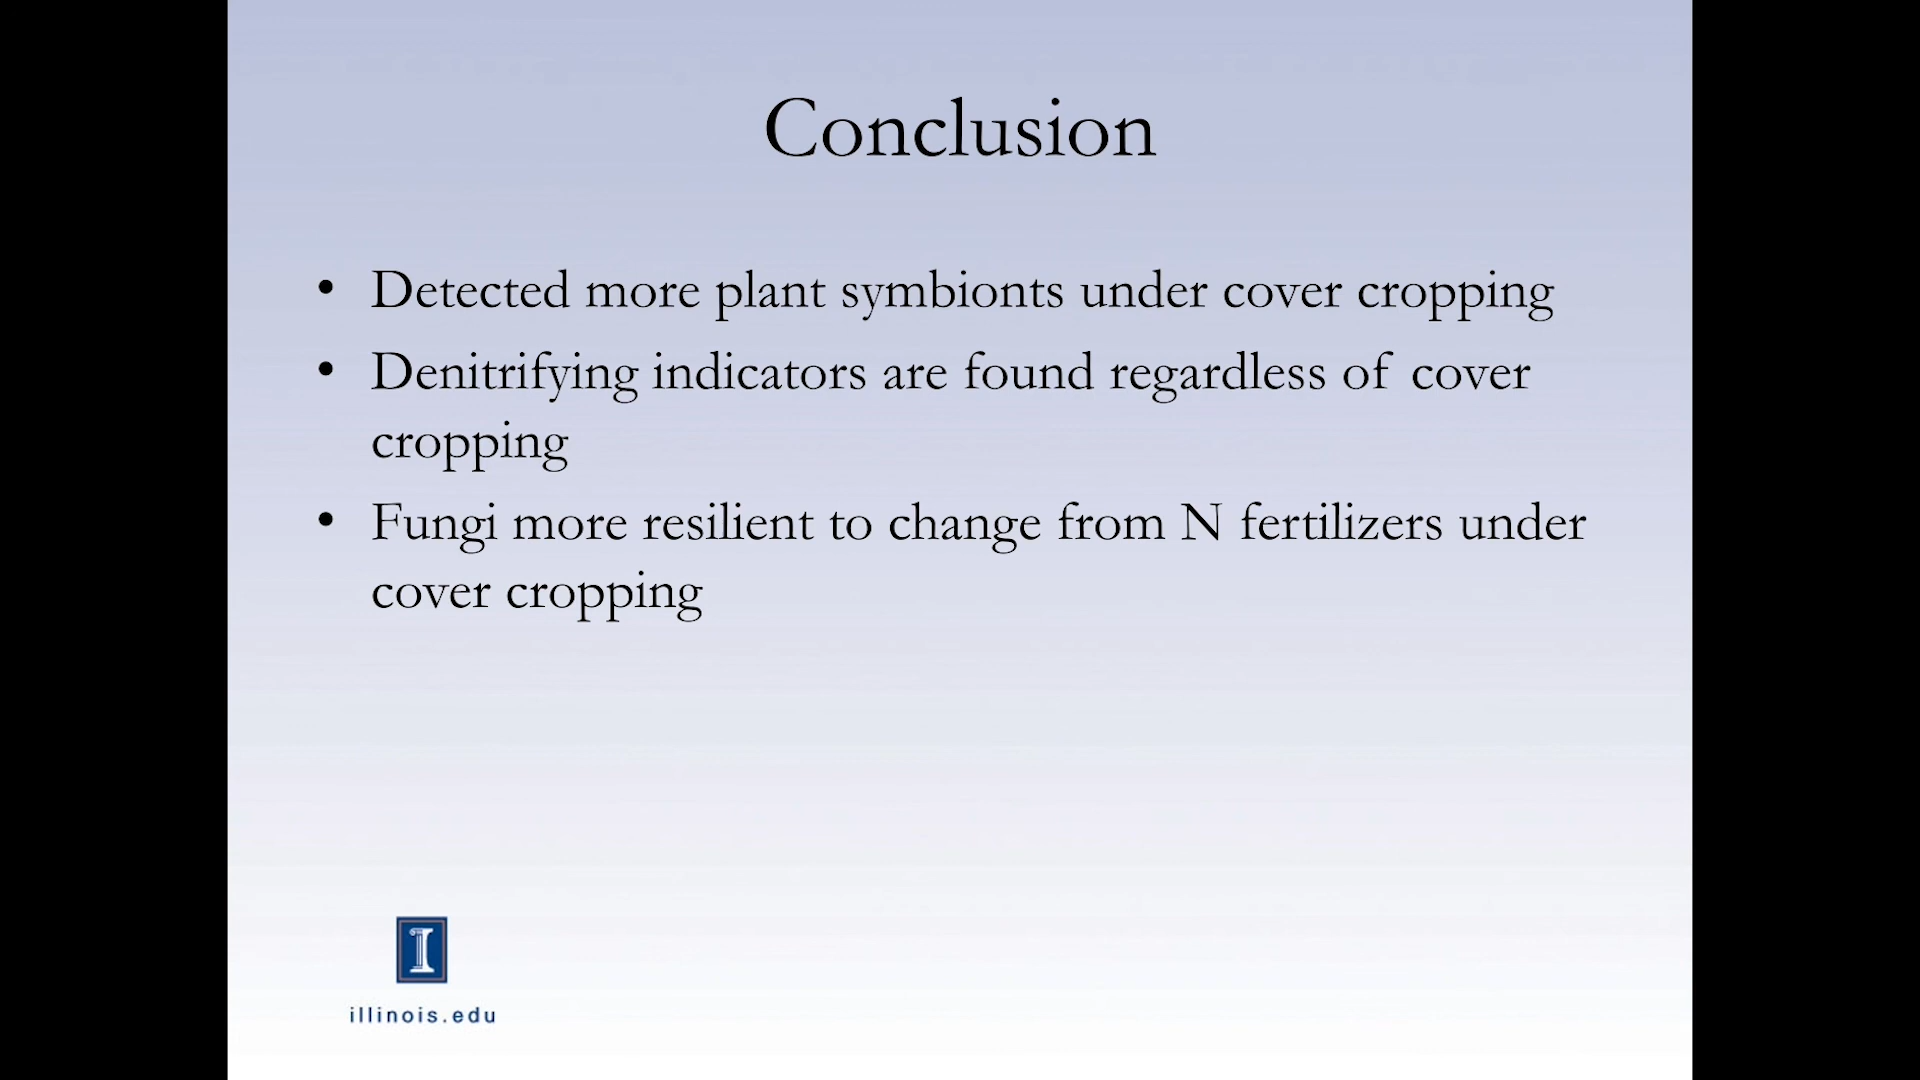 Conclusion
• Detected more plant symbionts under cover cropping
• Denitrifying indicators are found regardless of cover
cropping
• Fungi more resilient to change from N fertilizers under
cover cropping
I
illinois.edu